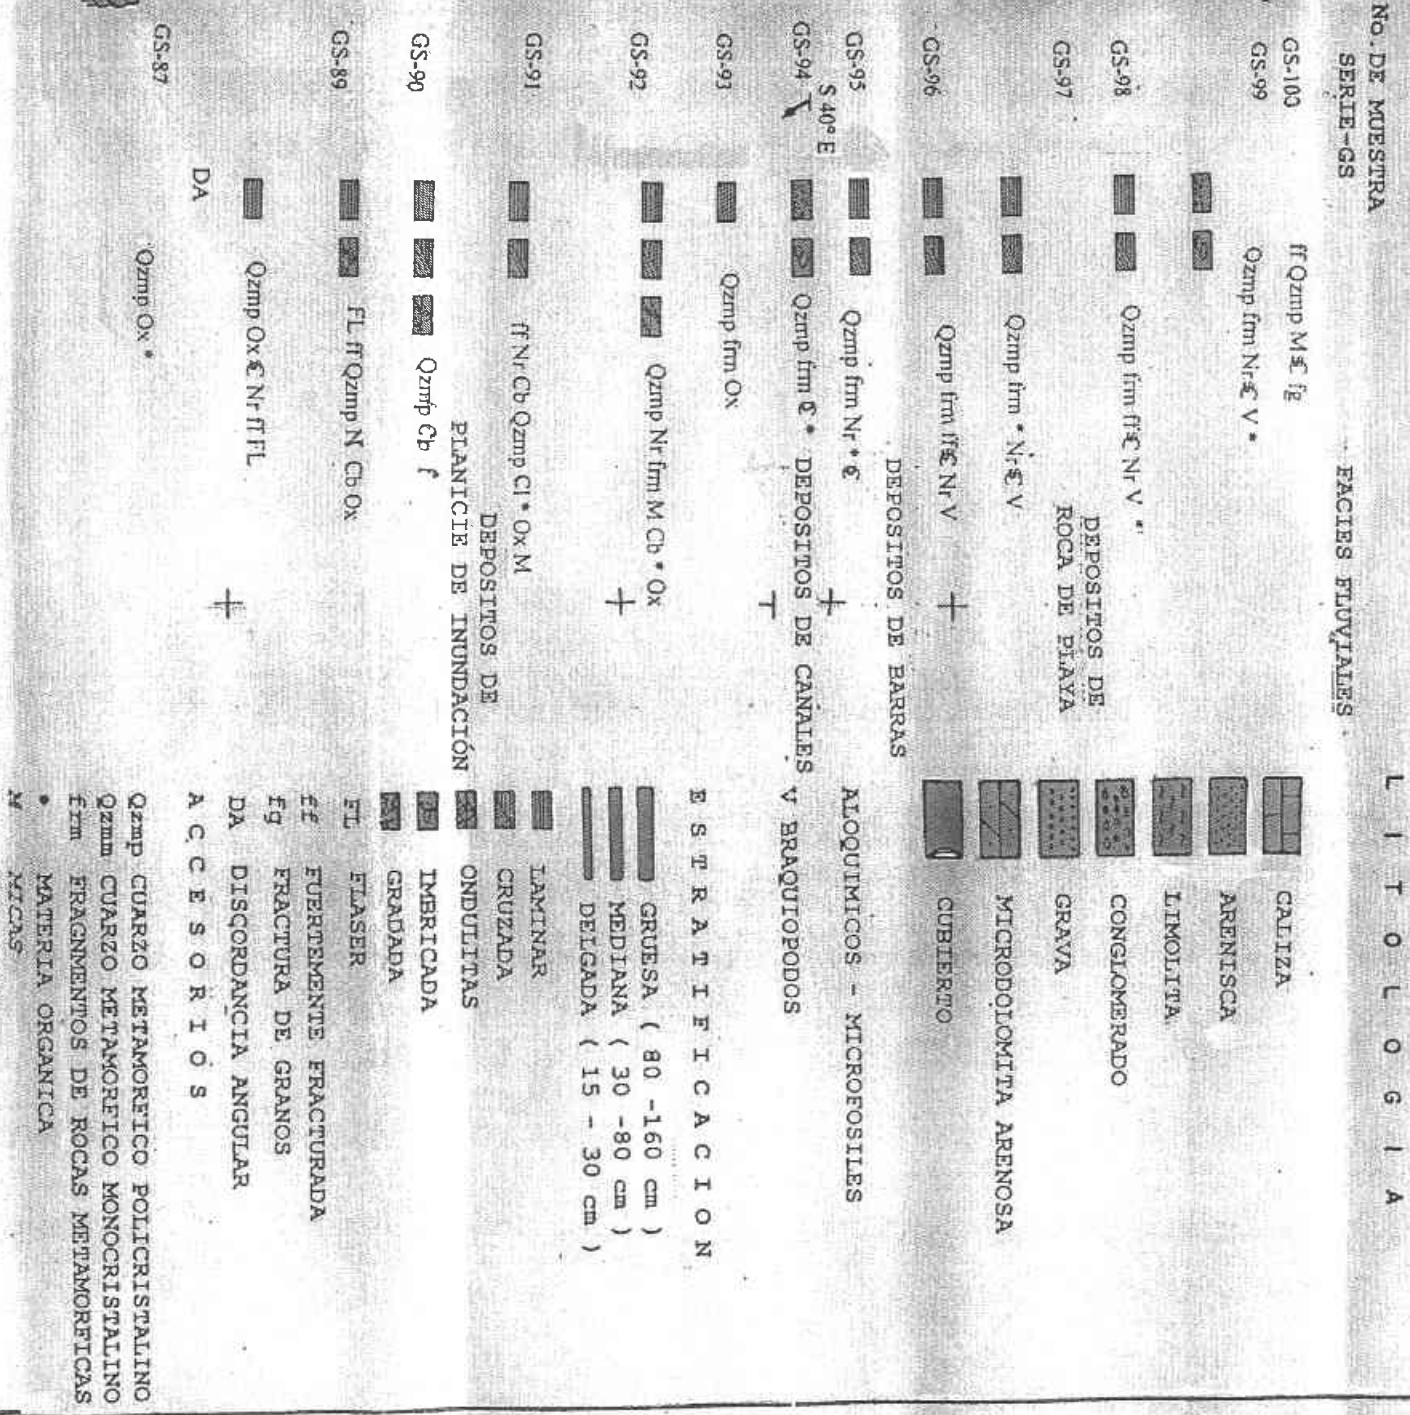 No. DE MUESTRA
SERIE-GS
FACIES FLUVIALES
GS-100
ff Qzmp M € fg
GS-99
Qzmp frm Nr € V *
GS-98
Qzmp frm ff € Nr V *
DEPOSITOS DE
ROCA DE PLAYA
GS-97
Qzmp frm * Nr € V
GS-96
Qzmp frm ff € Nr V
DEPOSITOS DE BARRAS
GS-95
S 40° E
Qzmp frm Nr * €
GS-94
Qzmp frm € *
DEPOSITOS DE CANALES
GS-93
Qzmp frm Ox
GS-92
Qzmp Nr frm M Cb * Ox
GS-91
ff Nr Cb Qzmp Cl * Ox M
DEPOSITOS DE
PLANICIE DE INUNDACIÓN
GS-90
Qzmp Cb f
GS-89
FL ff Qzmp N Cb Ox
Qzmp Ox € Nr ff FL
DA
GS-87
Qzmp Ox *
LITOLOGIA
CALIZA
ARENISCA
LIMOLITA
CONGLOMERADO
GRAVA
MICRODOLOMITA ARENOSA
CUBIERTO
ALOQUIMICOS - MICROFOSILES
V BRAQUIOPODOS
ESTRATIFICACION
GRUESA ( 80 -160 cm )
MEDIANA ( 30 -80 cm )
DELGADA ( 15 - 30 cm )
LAMINAR
CRUZADA
ONDULITAS
IMBRICADA
GRADADA
FL FLASER
ff FUERTEMENTE FRACTURADA
fg FRACTURA DE GRANOS
DA DISCORDANCIA ANGULAR
ACCESORIOS
Qzmp CUARZO METAMORFICO POLICRISTALINO
Qzmm CUARZO METAMORFICO MONOCRISTALINO
frm FRAGNMENTOS DE ROCAS METAMORFICAS
* MATERIA ORGANICA
M MICAS